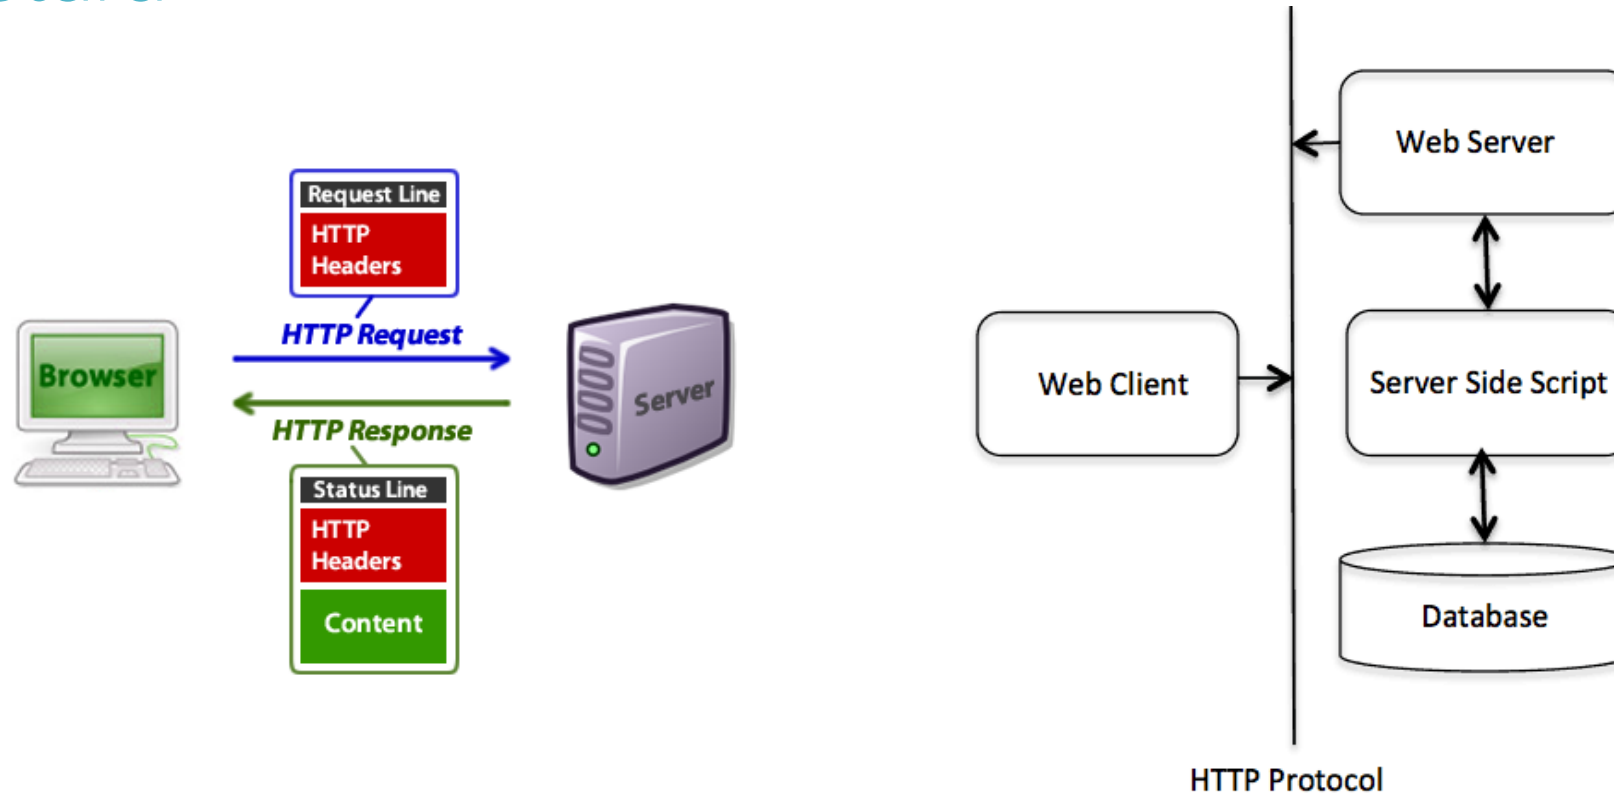 Request Line
HTTP
Headers
HTTP Request
Browser
Server
HTTP Response
Status Line
HTTP
Headers
Content
Web Server
Web Client
Server Side Script
Database
HTTP Protocol